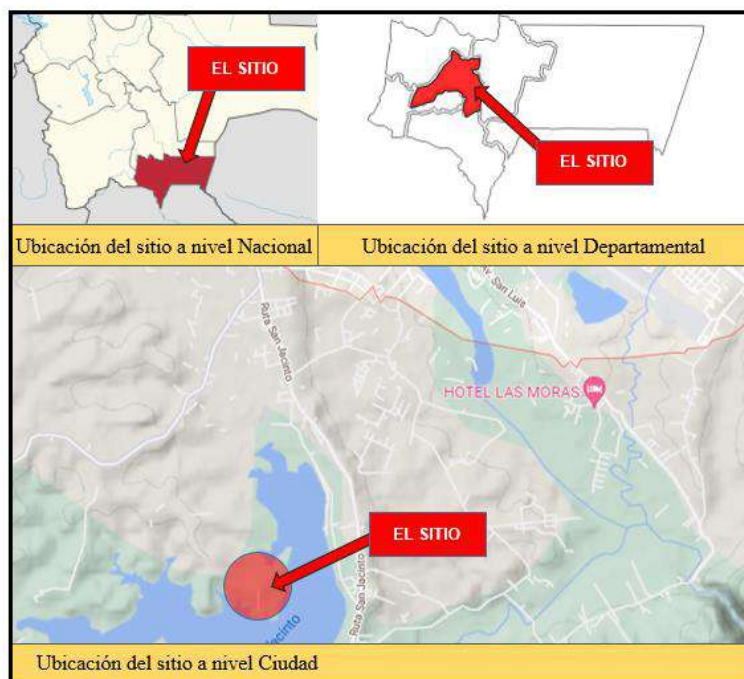 EL SITIO
EL SITIO
Ubicación del sitio a nivel Nacional
Ubicación del sitio a nivel Departamental
Ruta San Jacinto
Av. San Luis
HOTEL LAS MORAS
EL SITIO
Ruta San Jacinto
Jacinto
Ubicación del sitio a nivel Ciudad